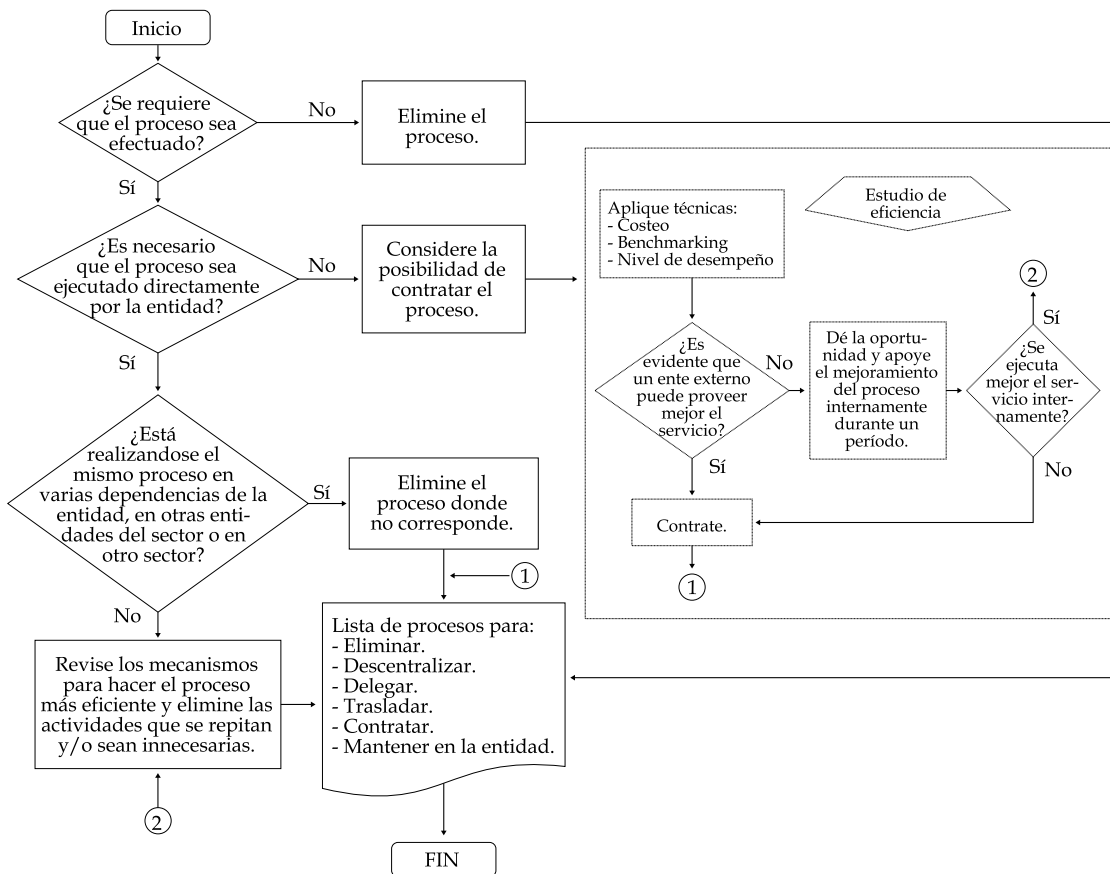 Inicio
¿Se requiere
que el proceso sea
efectuado?
No
Elimine el
proceso.
Sí
¿Es necesario
que el proceso sea
ejecutado directamente
por la entidad?
No
Considere la
posibilidad de
contratar el
proceso.
Sí
¿Está
realizandose el
mismo proceso en
varias dependencias de la
entidad, en otras enti-
dades del sector o en
otro sector?
Sí
Elimine el
proceso donde
no corresponde.
1
No
Revise los mecanismos
para hacer el proceso
más eficiente y elimine las
actividades que se repitan
y/o sean innecesarias.
2
Lista de procesos para:
- Eliminar.
- Descentralizar.
- Delegar.
- Trasladar.
- Contratar.
- Mantener en la entidad.
FIN
Estudio de
eficiencia
Aplique técnicas:
- Costeo
- Benchmarking
- Nivel de desempeño
¿Es
evidente que
un ente externo
puede proveer
mejor el
servicio?
No
Dé la oportu-
nidad y apoye
el mejoramiento
del proceso
internamente
durante un
período.
2
Sí
¿Se
ejecuta
mejor el ser-
vicio inter-
namente?
No
Sí
Contrate.
1